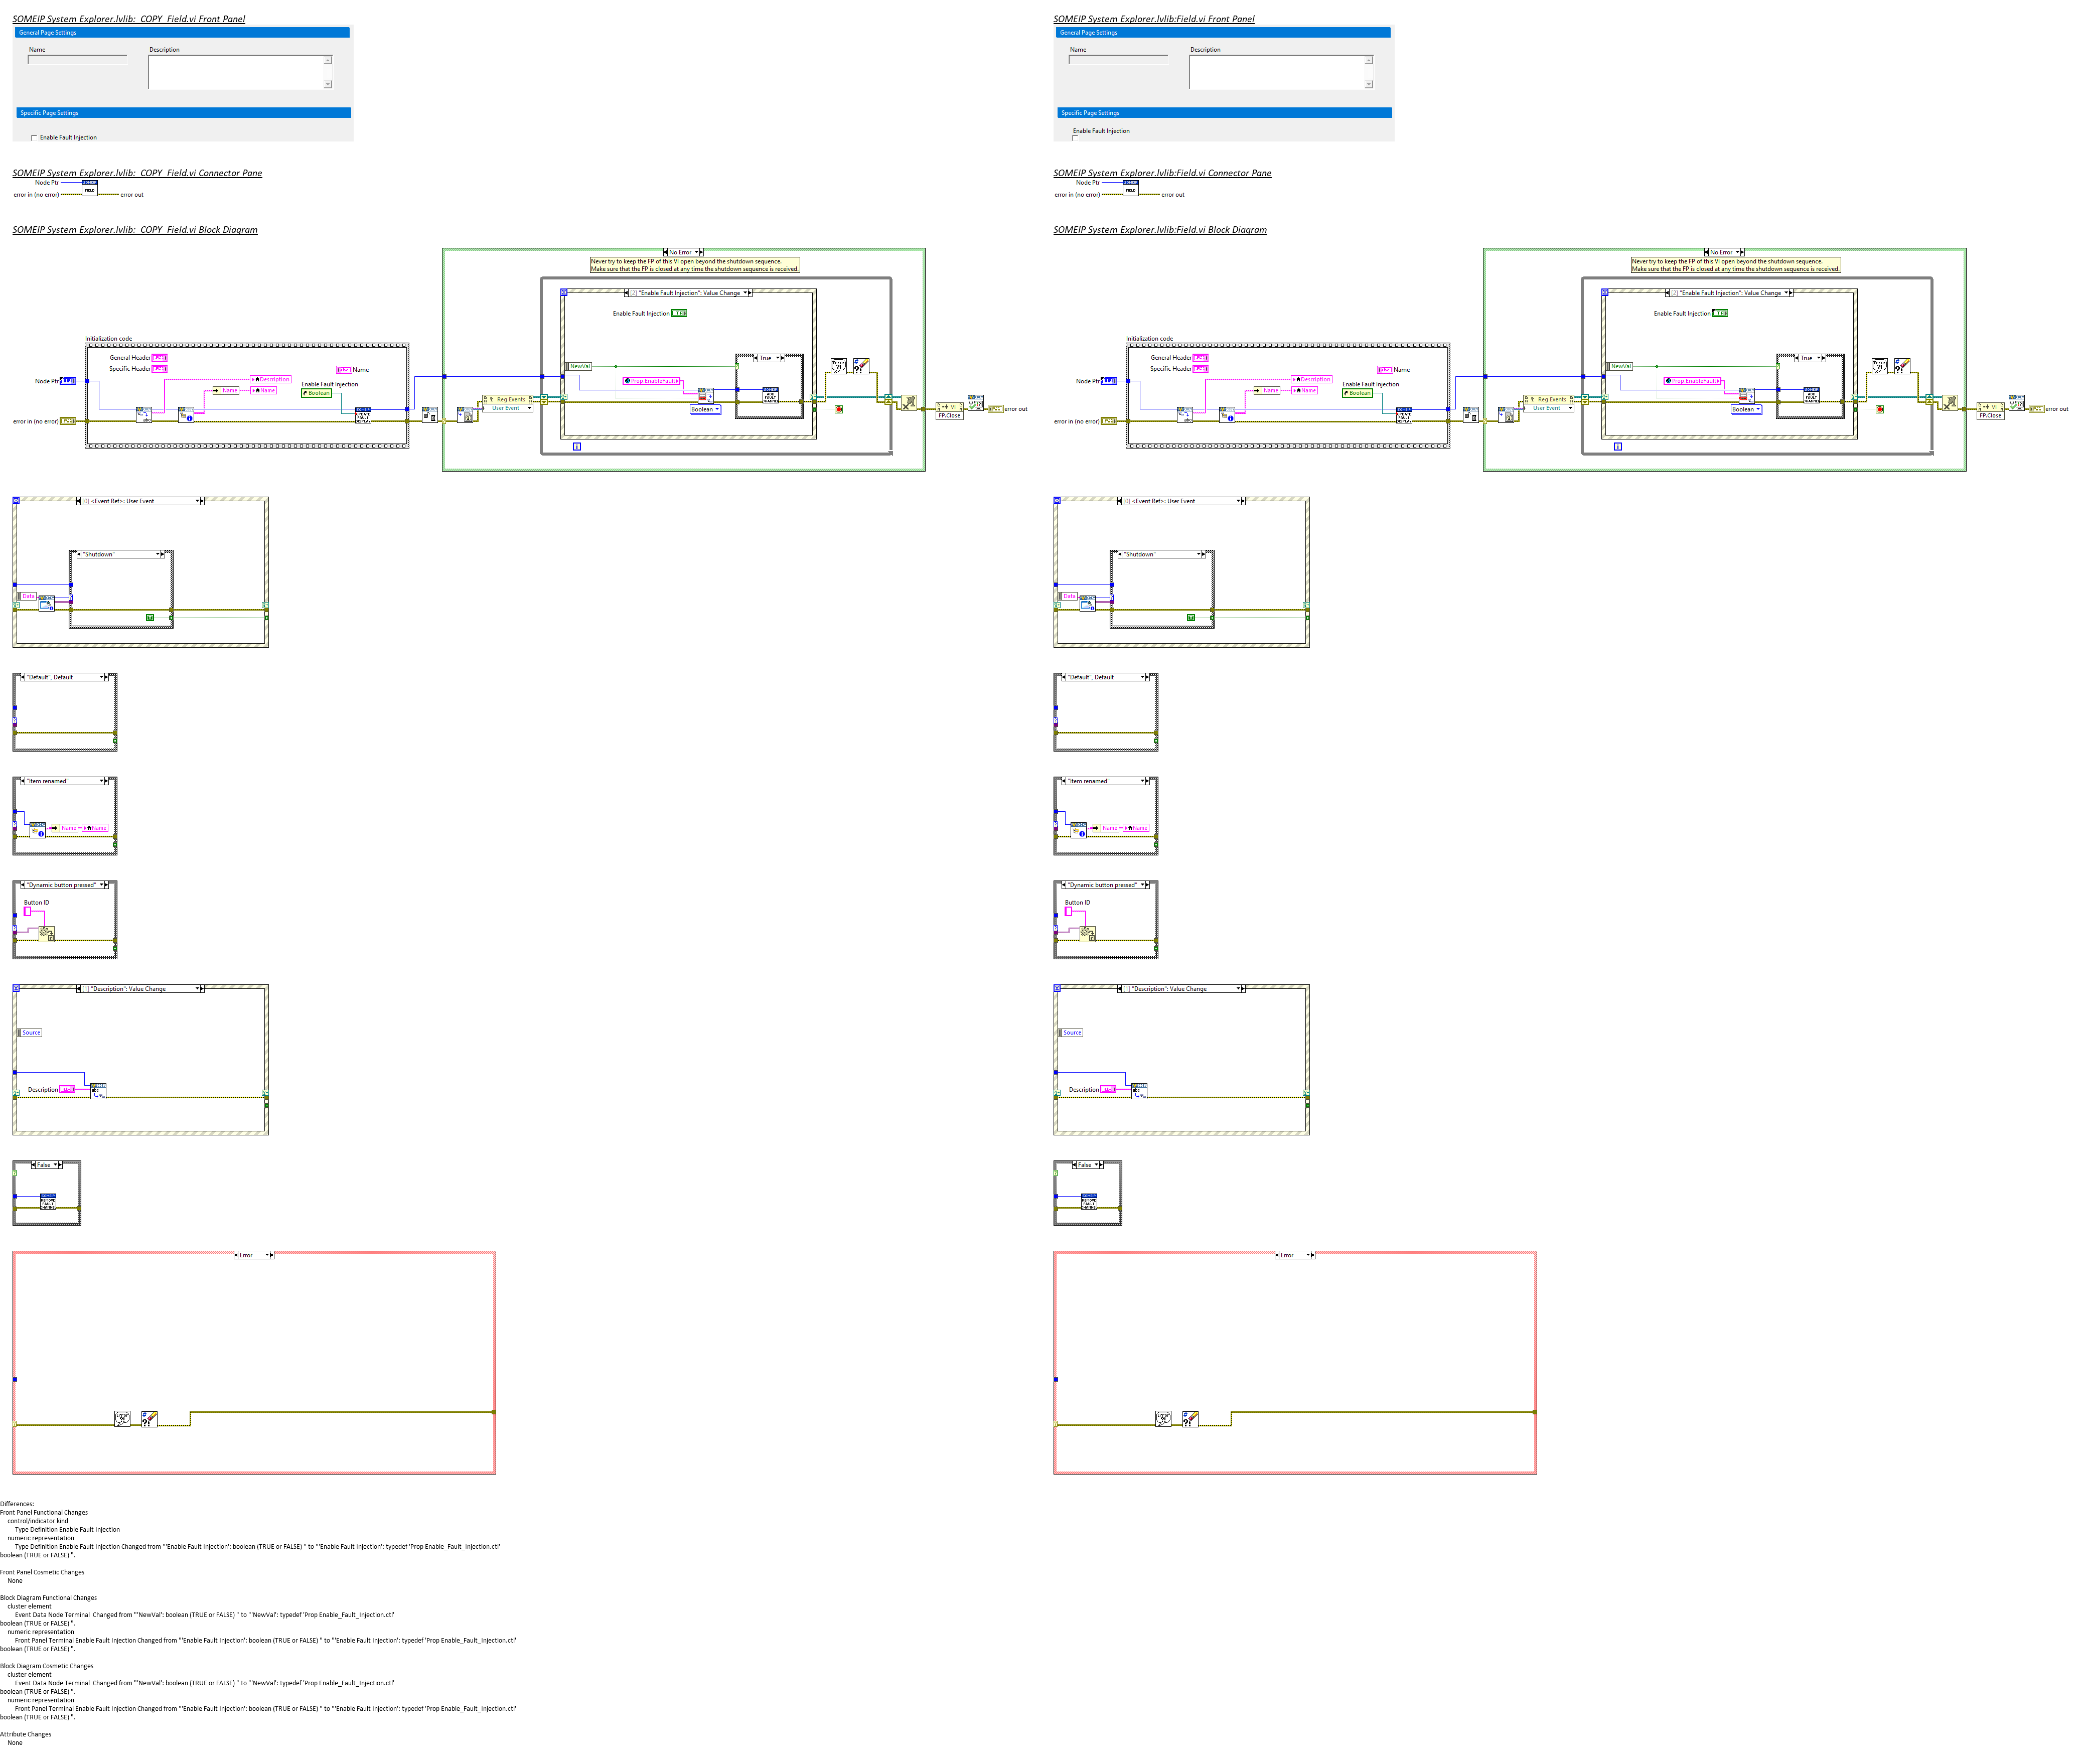 SOMEIP System Explorer.lvlib:_COPY_Field.vi Front Panel
General Page Settings
Name
Description
Specific Page Settings
Enable Fault Injection
SOMEIP System Explorer.lvlib:_COPY_Field.vi Connector Pane
Node Ptr
SOMEIP
FIELD
error in (no error)
error out
SOMEIP System Explorer.lvlib:_COPY_Field.vi Block Diagram
No Error
Never try to keep the FP of this VI open beyond the shutdown sequence.
Make sure that the FP is closed at any time the shutdown sequence is received.
[2] "Enable Fault Injection": Value Change
Enable Fault Injection
Initialization code
General Header
Specific Header
Name
NewVal
True
Node Ptr
Description
Prop.EnableFault
Enable Fault Injection
Name
Name
Boolean
Reg Events
User Event
Boolean
error in (no error)
VI
FP.Close
error out
[0] <Event Ref>: User Event
"Shutdown"
Data
"Default", Default
"Item renamed"
Name
Name
"Dynamic button pressed"
Button ID
[1] "Description": Value Change
Source
Description
False
Error
SOMEIP System Explorer.lvlib:Field.vi Front Panel
General Page Settings
Name
Description
Specific Page Settings
Enable Fault Injection
SOMEIP System Explorer.lvlib:Field.vi Connector Pane
Node Ptr
SOMEIP
FIELD
error in (no error)
error out
SOMEIP System Explorer.lvlib:Field.vi Block Diagram
No Error
Never try to keep the FP of this VI open beyond the shutdown sequence.
Make sure that the FP is closed at any time the shutdown sequence is received.
[2] "Enable Fault Injection": Value Change
Enable Fault Injection
Initialization code
General Header
Specific Header
Name
NewVal
True
Node Ptr
Description
Prop.EnableFault
Enable Fault Injection
Name
Name
Boolean
Reg Events
User Event
Boolean
error in (no error)
VI
FP.Close
error out
[0] <Event Ref>: User Event
"Shutdown"
Data
"Default", Default
"Item renamed"
Name
Name
"Dynamic button pressed"
Button ID
[1] "Description": Value Change
Source
Description
False
Error
Differences:
Front Panel Functional Changes
control/indicator kind
Type Definition Enable Fault Injection
numeric representation
Type Definition Enable Fault Injection Changed from "'Enable Fault Injection': boolean (TRUE or FALSE) " to "'Enable Fault Injection': typedef 'Prop Enable_Fault_Injection.ctl'
boolean (TRUE or FALSE) ".
Front Panel Cosmetic Changes
None
Block Diagram Functional Changes
cluster element
Event Data Node Terminal  Changed from "'NewVal': boolean (TRUE or FALSE) " to "'NewVal': typedef 'Prop Enable_Fault_Injection.ctl'
boolean (TRUE or FALSE) ".
numeric representation
Front Panel Terminal Enable Fault Injection Changed from "'Enable Fault Injection': boolean (TRUE or FALSE) " to "'Enable Fault Injection': typedef 'Prop Enable_Fault_Injection.ctl'
boolean (TRUE or FALSE) ".
Block Diagram Cosmetic Changes
cluster element
Event Data Node Terminal  Changed from "'NewVal': boolean (TRUE or FALSE) " to "'NewVal': typedef 'Prop Enable_Fault_Injection.ctl'
boolean (TRUE or FALSE) ".
numeric representation
Front Panel Terminal Enable Fault Injection Changed from "'Enable Fault Injection': boolean (TRUE or FALSE) " to "'Enable Fault Injection': typedef 'Prop Enable_Fault_Injection.ctl'
boolean (TRUE or FALSE) ".
Attribute Changes
None